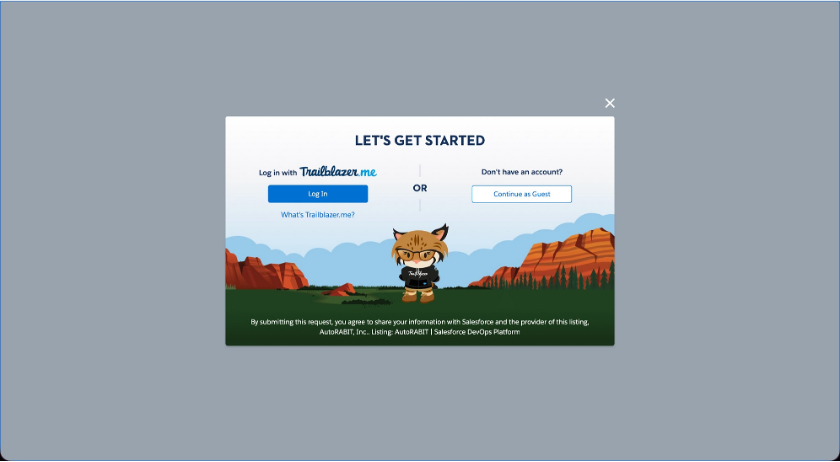 LET'S GET STARTED
Log in with Trailblazer.me
Log In
What's Trailblazer.me?
OR
Don't have an account?
Continue as Guest
Trailblazer
By submitting this request, you agree to share your information with Salesforce and the provider of this listing,
AutoRABIT, Inc.. Listing: AutoRABIT | Salesforce DevOps Platform